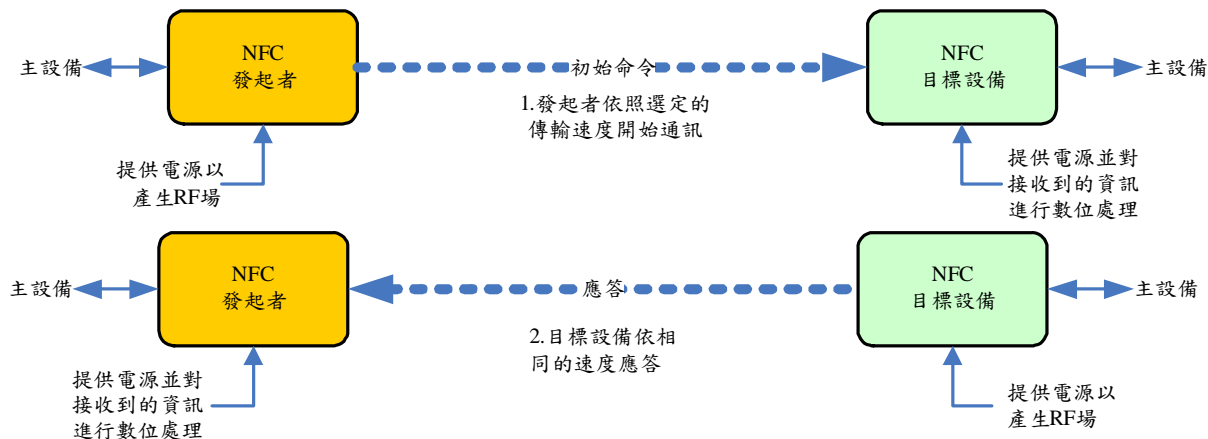 主設備
NFC
發起者
初始命令
NFC
目標設備
主設備
1.發起者依照選定的
傳輸速度開始通訊
提供電源以
產生RF場
提供電源並對
接收到的資訊
進行數位處理
主設備
NFC
發起者
應答
NFC
目標設備
主設備
2.目標設備依相
同的速度應答
提供電源並對
接收到的資訊
進行數位處理
提供電源以
產生RF場